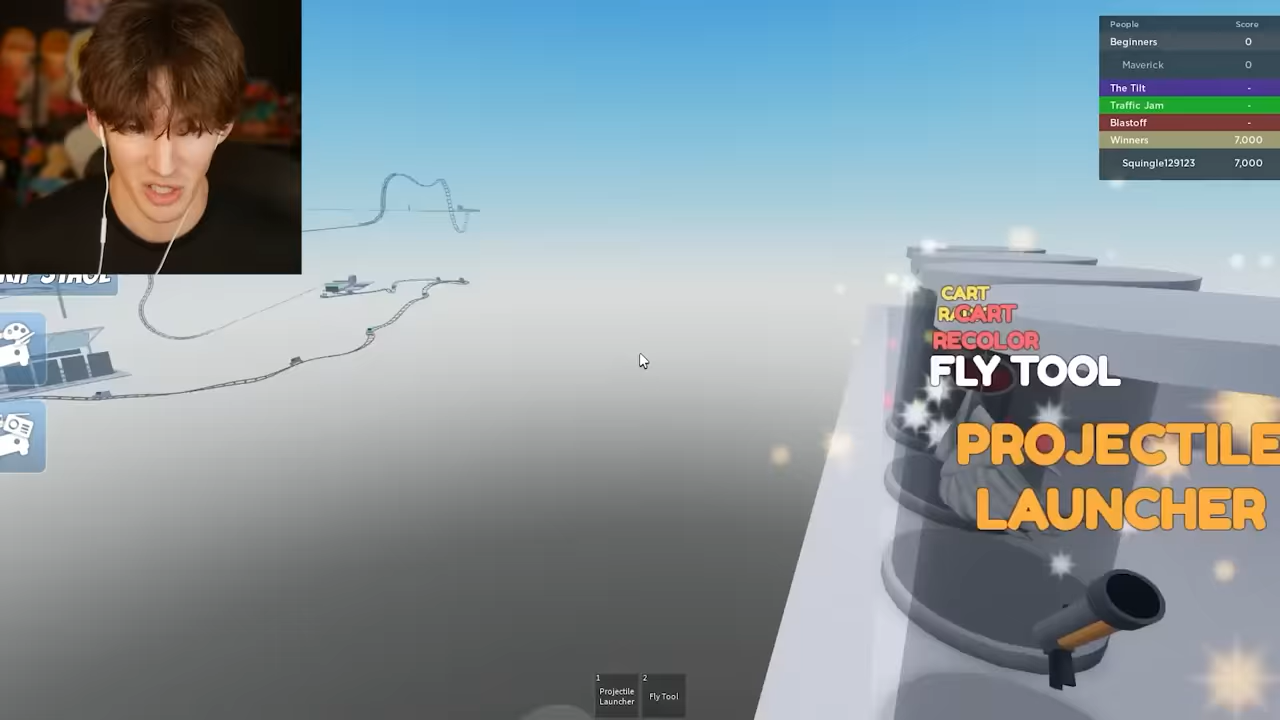 People Score
Beginners 0
Maverick 0
The Tilt -
Traffic Jam -
Blastoff -
Winners 7,000
Squingle129123 7,000
STAGE
CART
CART
RECOLOR
FLY TOOL
PROJECTILE
LAUNCHER
1
Projectile
Launcher
2
Fly Tool